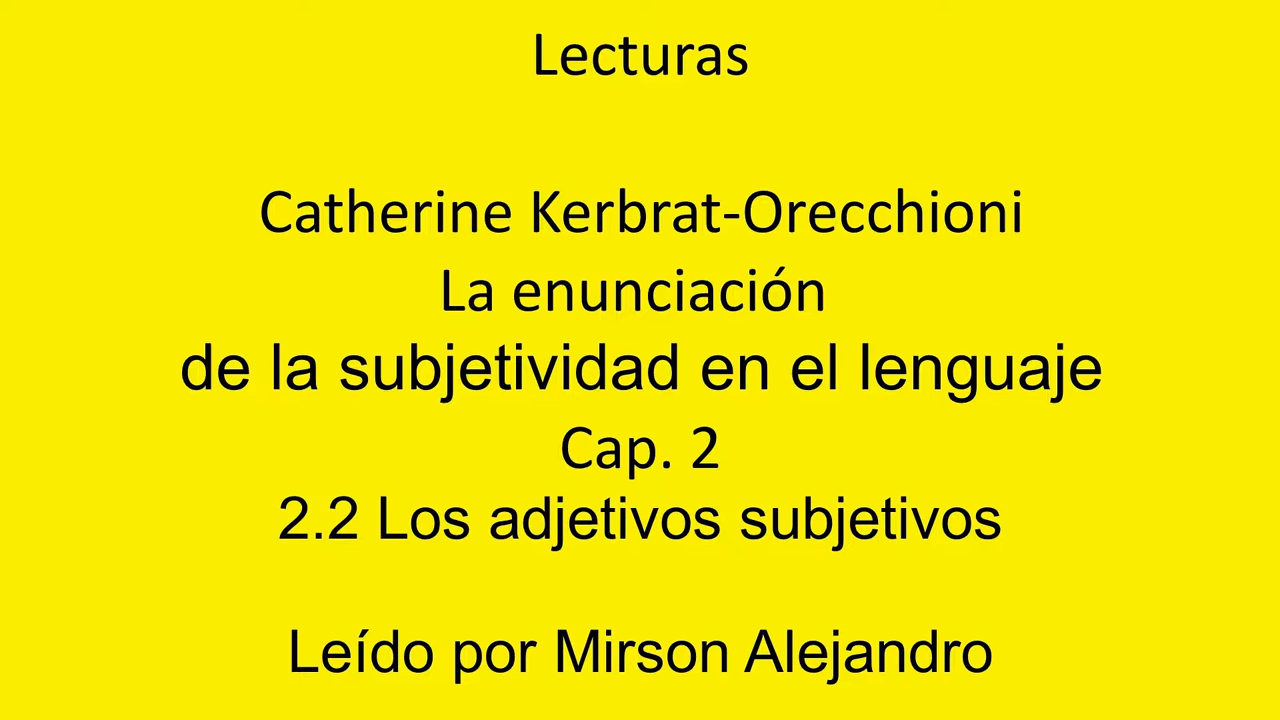 Lecturas
Catherine Kerbrat-Orecchioni
La enunciación
de la subjetividad en el lenguaje
Cap. 2
2.2 Los adjetivos subjetivos
Leído por Mirson Alejandro